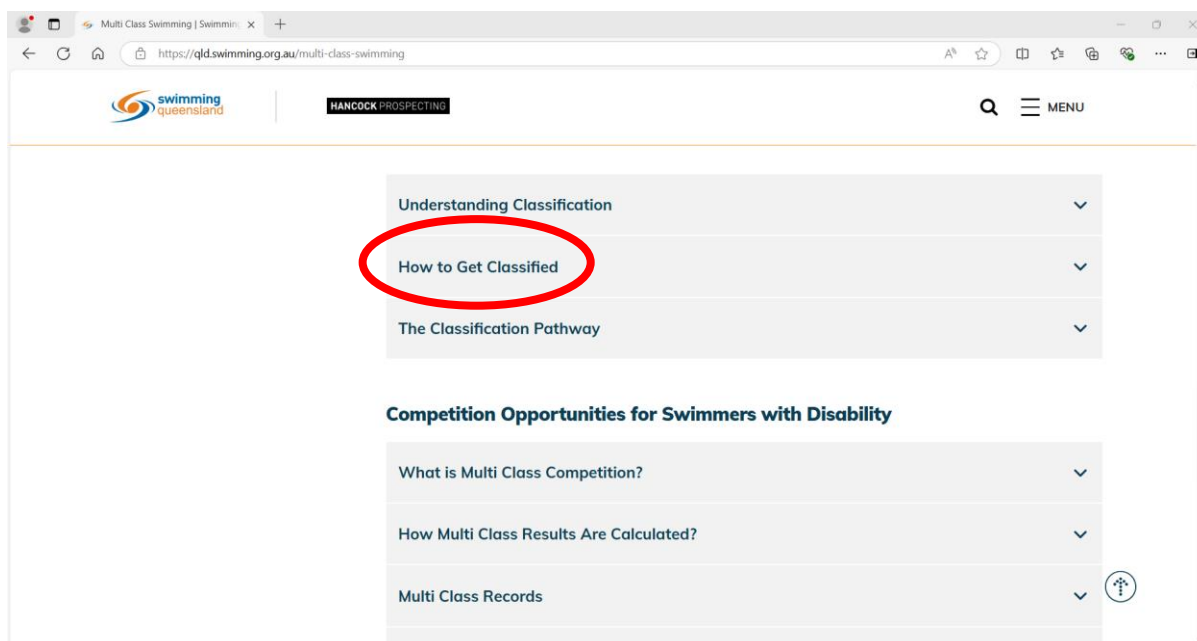 Multi Class Swimming | Swimming
https://qld.swimming.org.au/multi-class-swimming
swimming
queensland
HANCOCK PROSPECTING
MENU
Understanding Classification
How to Get Classified
The Classification Pathway
Competition Opportunities for Swimmers with Disability
What is Multi Class Competition?
How Multi Class Results Are Calculated?
Multi Class Records